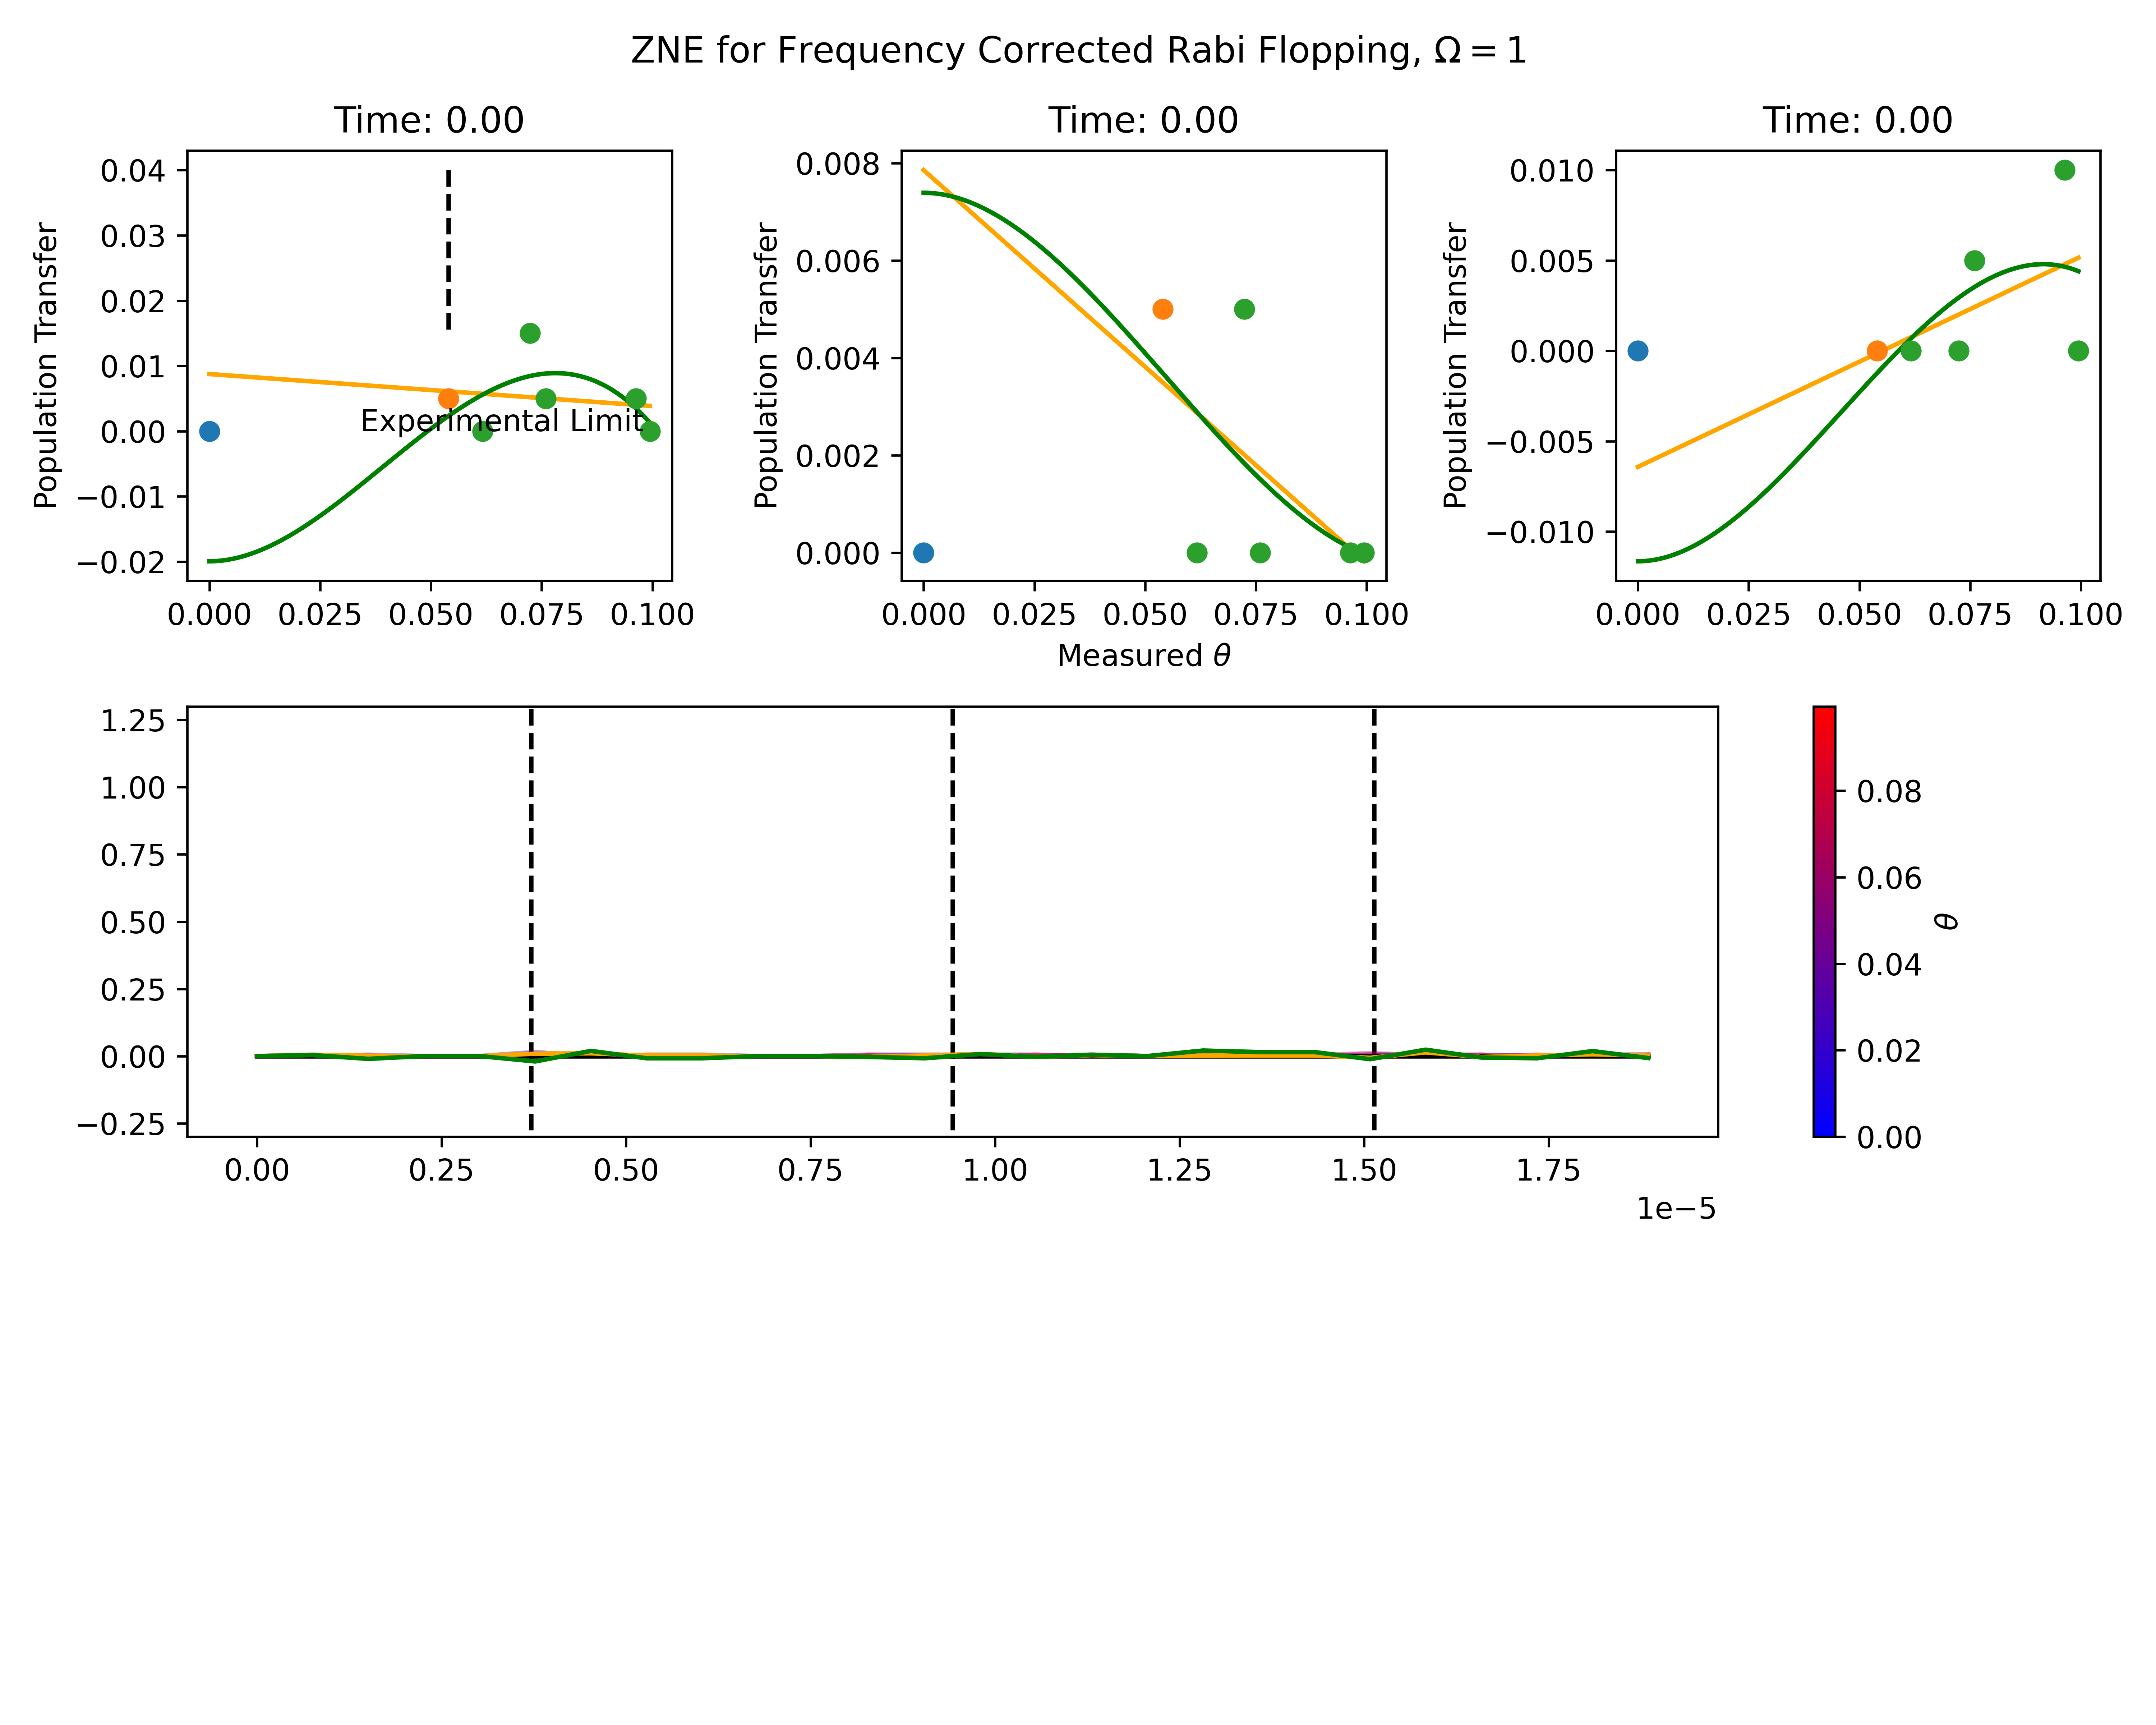 ZNE for Frequency Corrected Rabi Flopping, Ω = 1
Time: 0.00
Time: 0.00
Time: 0.00
Population Transfer
0.04
0.03
0.02
0.01
0.00
−0.01
−0.02
Experimental Limit
0.000 0.025 0.050 0.075 0.100
Population Transfer
0.008
0.006
0.004
0.002
0.000
0.000 0.025 0.050 0.075 0.100
Measured θ
Population Transfer
0.010
0.005
0.000
−0.005
−0.010
0.000 0.025 0.050 0.075 0.100
1.25
1.00
0.75
0.50
0.25
0.00
−0.25
0.00 0.25 0.50 0.75 1.00 1.25 1.50 1.75
1e−5
0.08
0.06
0.04
0.02
0.00
θ